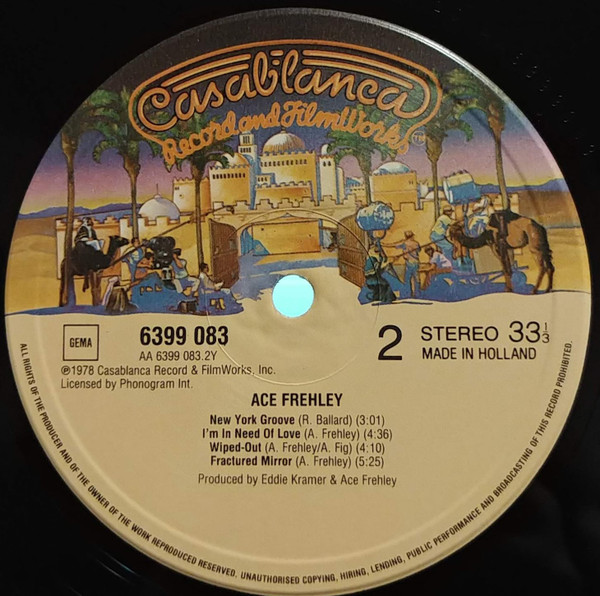 Casablanca
Record and FilmWorks™
GEMA
6399 083
AA 6399 083.2Y
℗1978 Casablanca Record & FilmWorks, Inc.
Licensed by Phonogram Int.
2
STEREO 33 1/3
MADE IN HOLLAND
ACE FREHLEY
New York Groove (R. Ballard) (3:01)
I'm In Need Of Love (A. Frehley) (4:36)
Wiped-Out (A. Frehley/A. Fig) (4:10)
Fractured Mirror (A. Frehley) (5:25)
Produced by Eddie Kramer & Ace Frehley
ALL RIGHTS OF THE PRODUCER AND OF THE OWNER OF THE WORK REPRODUCED RESERVED. UNAUTHORISED COPYING, HIRING, LENDING, PUBLIC PERFORMANCE AND BROADCASTING OF THIS RECORD PROHIBITED.